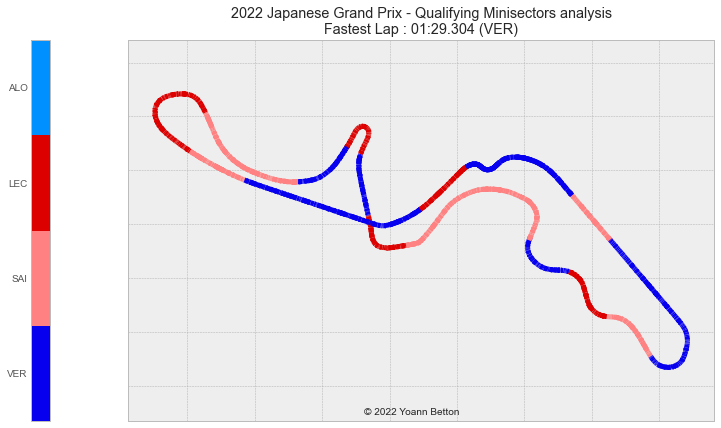 2022 Japanese Grand Prix - Qualifying Minisectors analysis
Fastest Lap : 01:29.304 (VER)
ALO
LEC
SAI
VER
© 2022 Yoann Betton